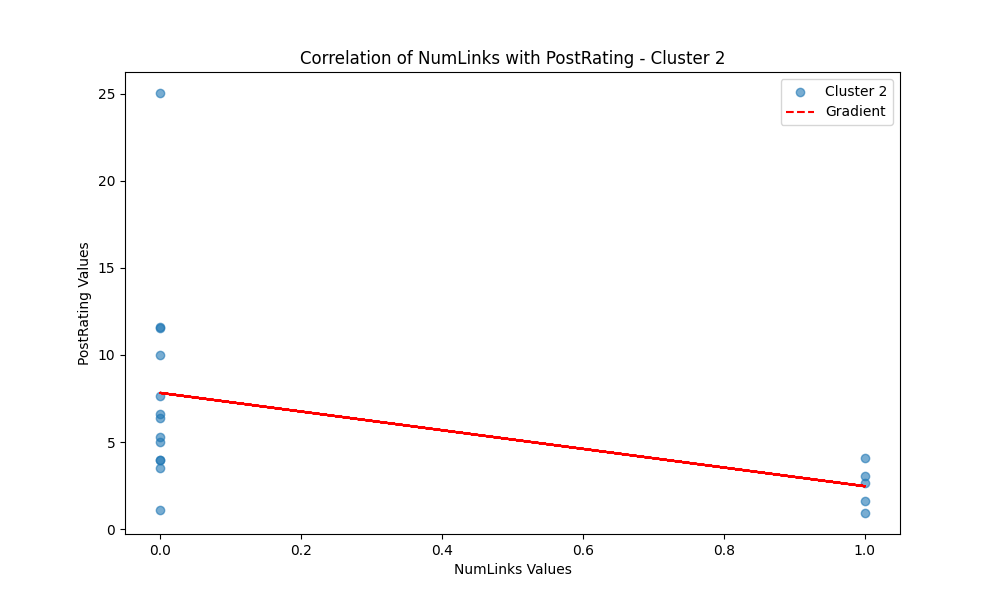 Correlation of NumLinks with PostRating - Cluster 2
Cluster 2
Gradient
PostRating Values
25
20
15
10
5
0
0.0 0.2 0.4 0.6 0.8 1.0
NumLinks Values